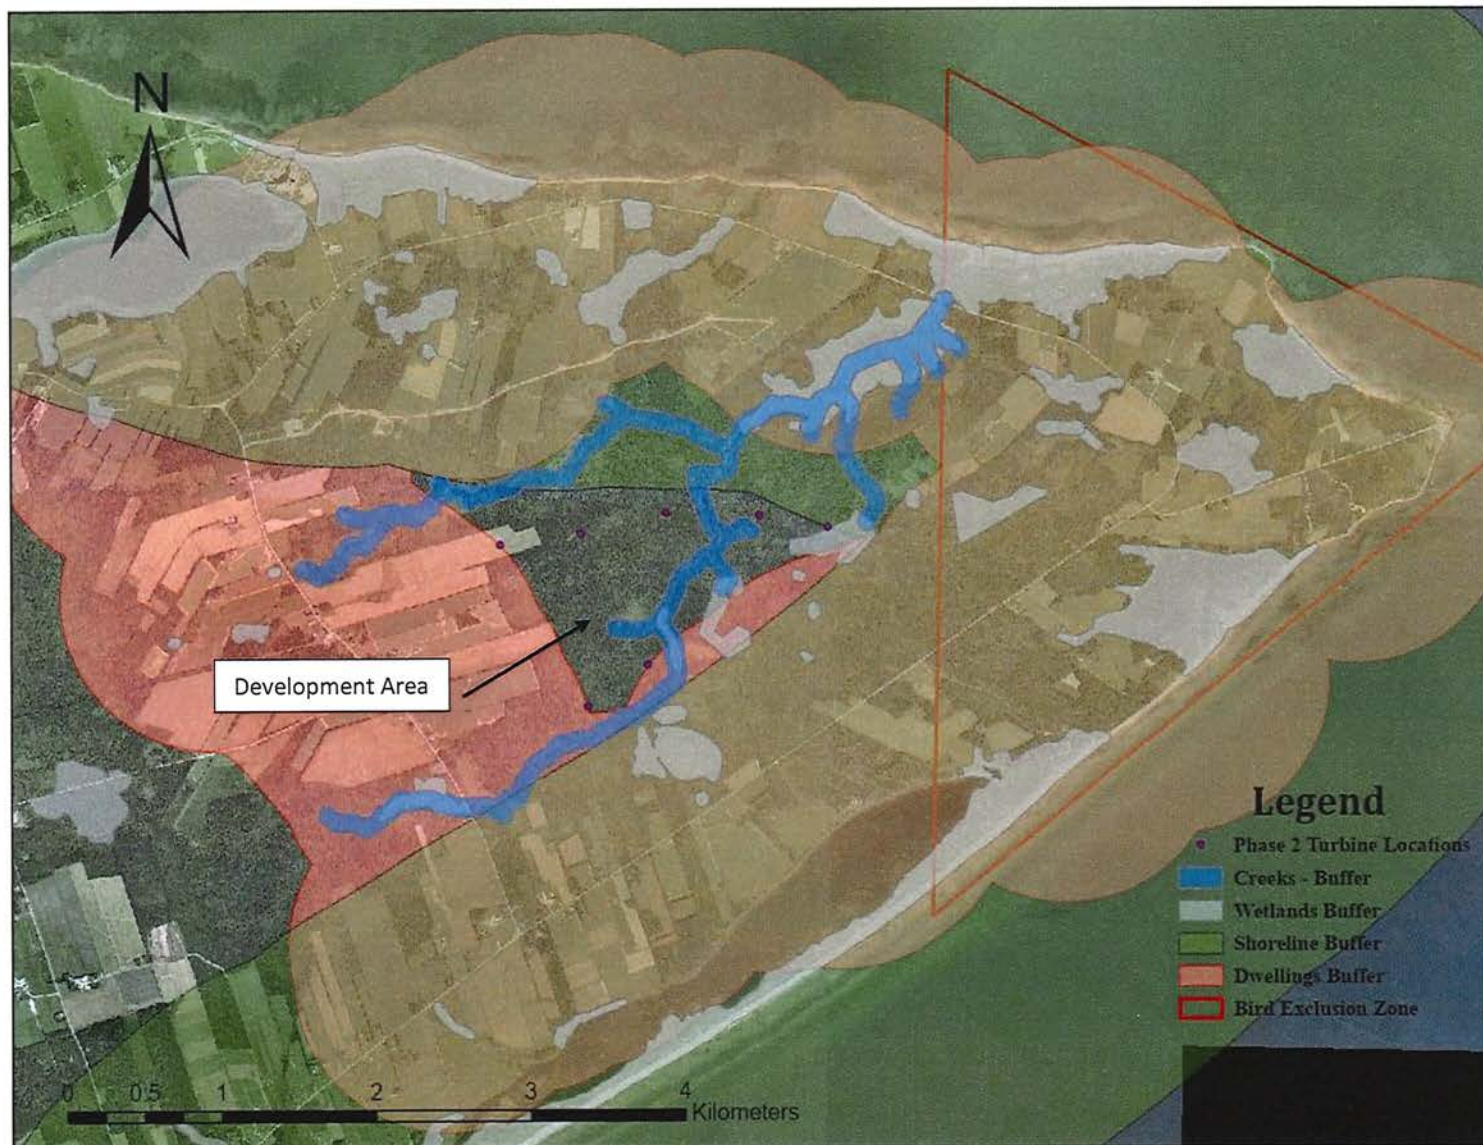 N
Development Area
Legend
Phase 2 Turbine Locations
Creeks - Buffer
Wetlands Buffer
Shoreline Buffer
Dwellings Buffer
Bird Exclusion Zone
0 0.5 1 2 3 4
Kilometers